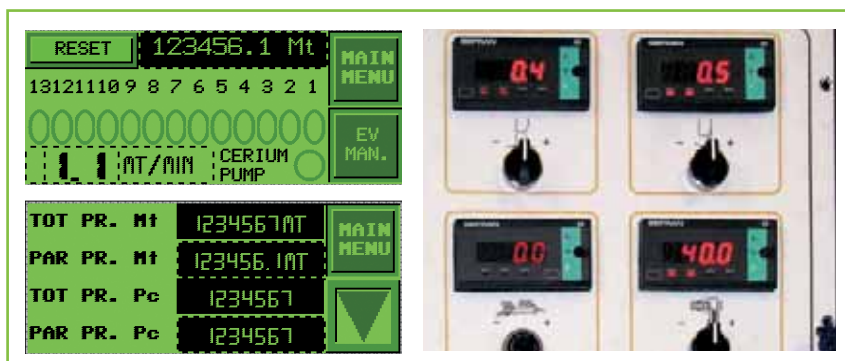 RESET 123456.1 Mt MAIN MENU
13 12 11 10 9 8 7 6 5 4 3 2 1
EV MAN.
1.1 MT/MIN CERIUM PUMP
TOT PR. Mt 1234567MT MAIN MENU
PAR PR. Mt 123456.1MT
TOT PR. Pc 1234567
PAR PR. Pc 1234567
0.4 0.5
- + - +
0.0 40.0
- + - +